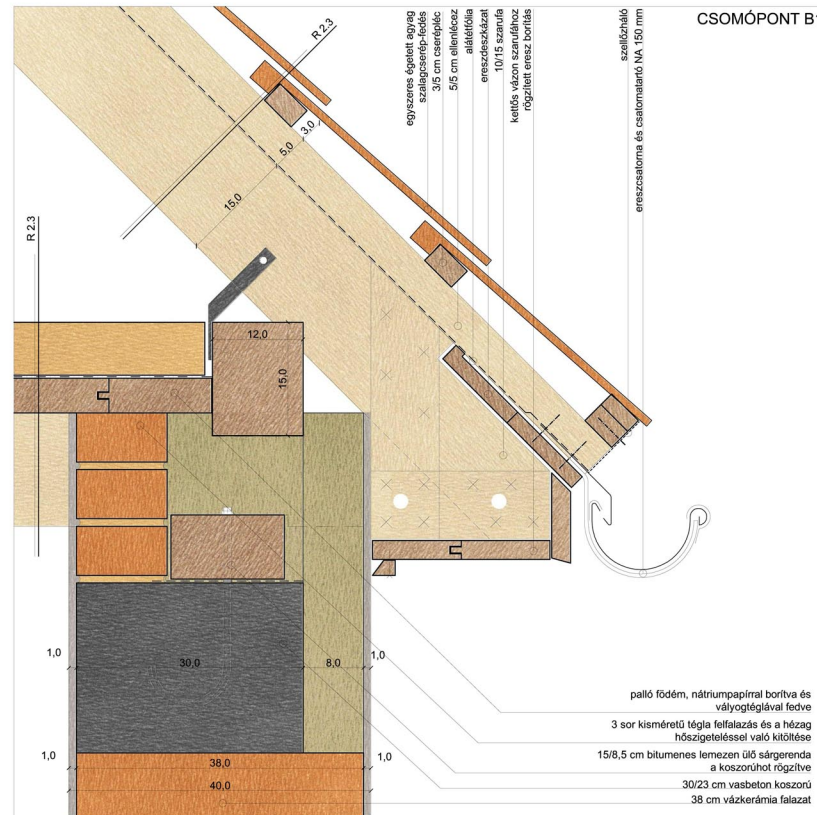 CSOMÓPONT B1
egyszeres égetett agyag
szalagcserép-fedés
3/5 cm cserépléc
5/5 cm ellenlécez
alátétfólia
ereszdeszkázat
10/15 szarufa
kettős vázon szarufához
rögzített eresz borítás
szellőzháló
ereszcsatorna és csatornatartó NA 150 mm
R 2.3
3,0
5,0
15,0
R 2.3
12,0
15,0
1,0
30,0
8,0
1,0
1,0
38,0
1,0
40,0
palló födém, nátriumpapírral borítva és
vályogtéglával fedve
3 sor kisméretű tégla felfalazás és a hézag
hőszigeteléssel való kitöltése
15/8,5 cm bitumenes lemezen ülő sárgerenda
a koszorúhot rögzítve
30/23 cm vasbeton koszorú
38 cm vázkerámia falazat